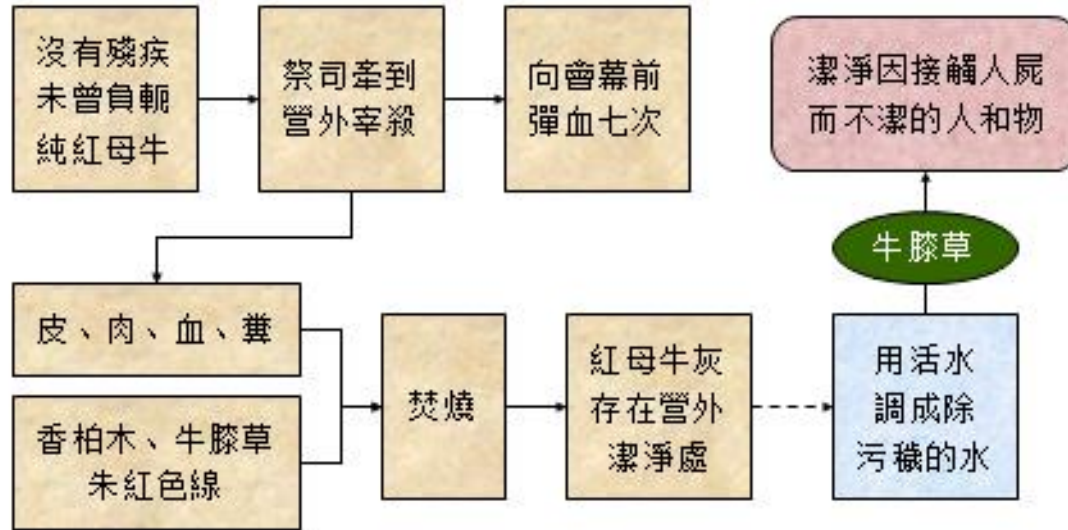 沒有殘疾
未曾負軛
純紅母牛
祭司牽到
營外宰殺
向會幕前
彈血七次
潔淨因接觸人屍
而不潔的人和物
牛膝草
皮、肉、血、糞
香柏木、牛膝草
朱紅色線
焚燒
紅母牛灰
存在營外
潔淨處
用活水
調成除
污穢的水